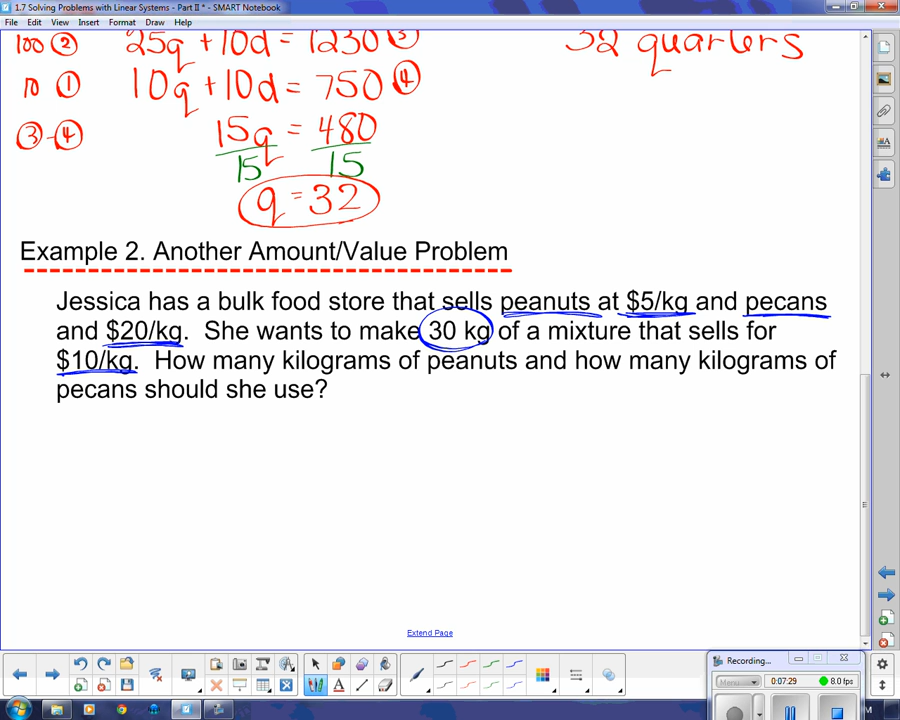 1.7 Solving Problems with Linear Systems - Part II * - SMART Notebook
File Edit View Insert Format Draw Help
100 ② 25q + 10d = 1230 ③
32 quarters
10 ① 10q + 10d = 750 ④
③-④ 15q = 480
15 15
q = 32
Example 2. Another Amount/Value Problem
Jessica has a bulk food store that sells peanuts at $5/kg and pecans
and $20/kg. She wants to make 30 kg of a mixture that sells for
$10/kg. How many kilograms of peanuts and how many kilograms of
pecans should she use?
Extend Page
Recording...
Menu... 0:07:29 8.0 fps